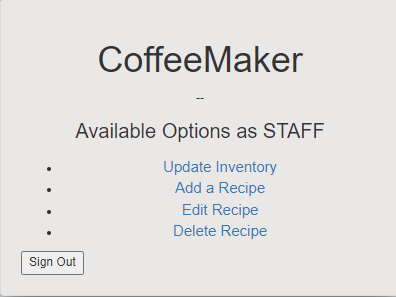 CoffeeMaker
--
Available Options as STAFF
Update Inventory
Add a Recipe
Edit Recipe
Delete Recipe
Sign Out